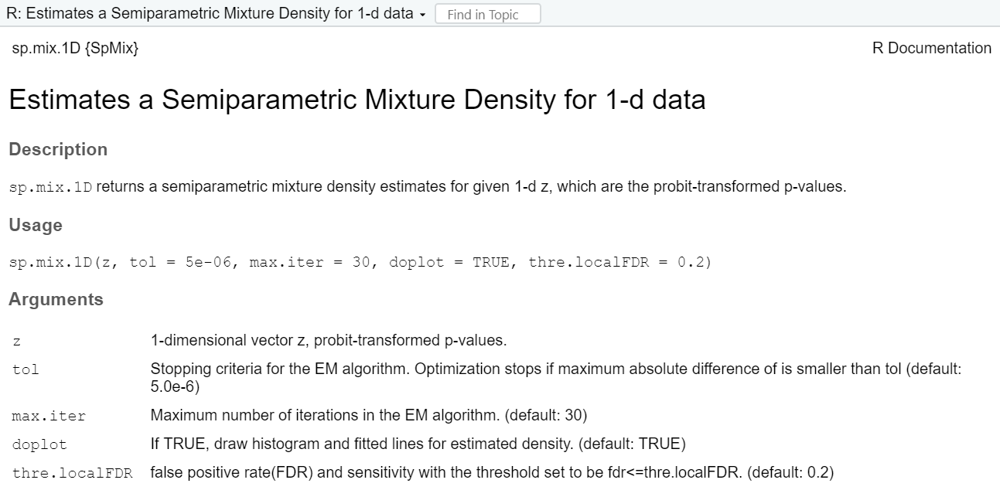 R: Estimates a Semiparametric Mixture Density for 1-d data
Find in Topic
sp.mix.1D {SpMix}
R Documentation
Estimates a Semiparametric Mixture Density for 1-d data
Description
sp.mix.1D returns a semiparametric mixture density estimates for given 1-d z, which are the probit-transformed p-values.
Usage
sp.mix.1D(z, tol = 5e-06, max.iter = 30, doplot = TRUE, thre.localFDR = 0.2)
Arguments
z 1-dimensional vector z, probit-transformed p-values.
tol Stopping criteria for the EM algorithm. Optimization stops if maximum absolute difference of is smaller than tol (default:
5.0e-6)
max.iter Maximum number of iterations in the EM algorithm. (default: 30)
doplot If TRUE, draw histogram and fitted lines for estimated density. (default: TRUE)
thre.localFDR false positive rate(FDR) and sensitivity with the threshold set to be fdr<=thre.localFDR. (default: 0.2)